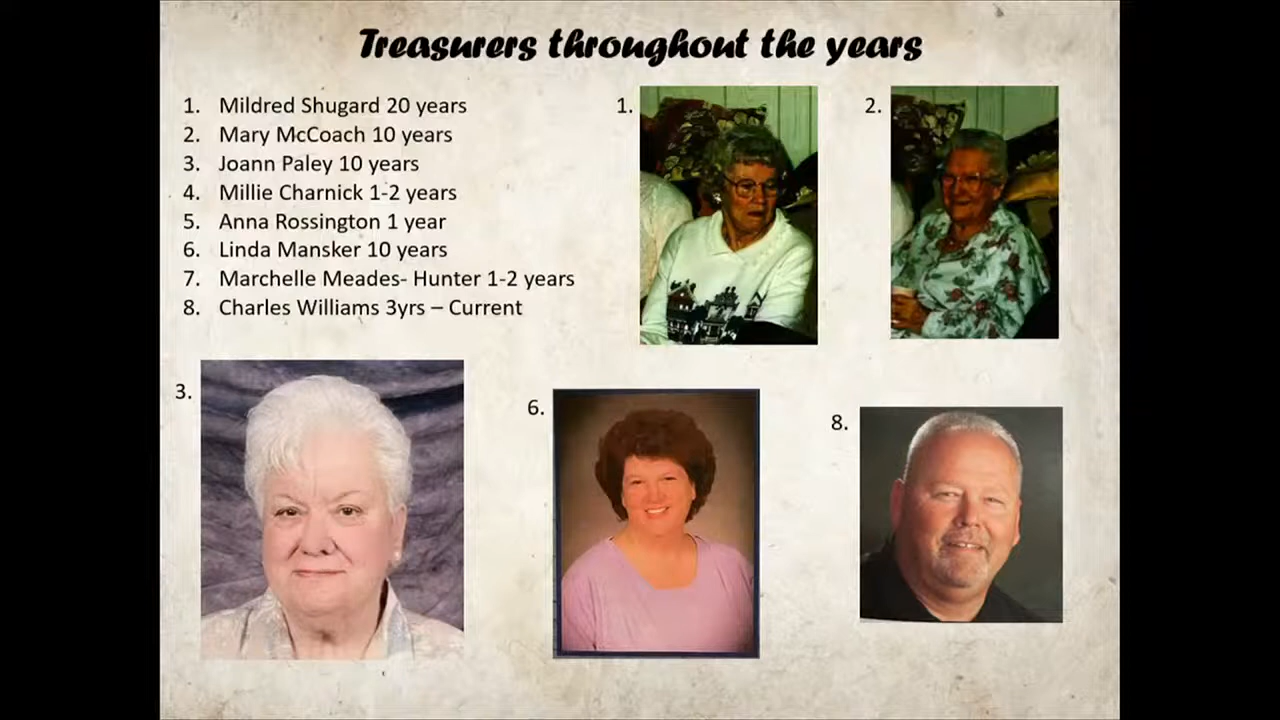 Treasurers throughout the years
1. Mildred Shugard 20 years
2. Mary McCoach 10 years
3. Joann Paley 10 years
4. Millie Charnick 1-2 years
5. Anna Rossington 1 year
6. Linda Mansker 10 years
7. Marchelle Meades- Hunter 1-2 years
8. Charles Williams 3yrs – Current
1.
2.
3.
6.
8.